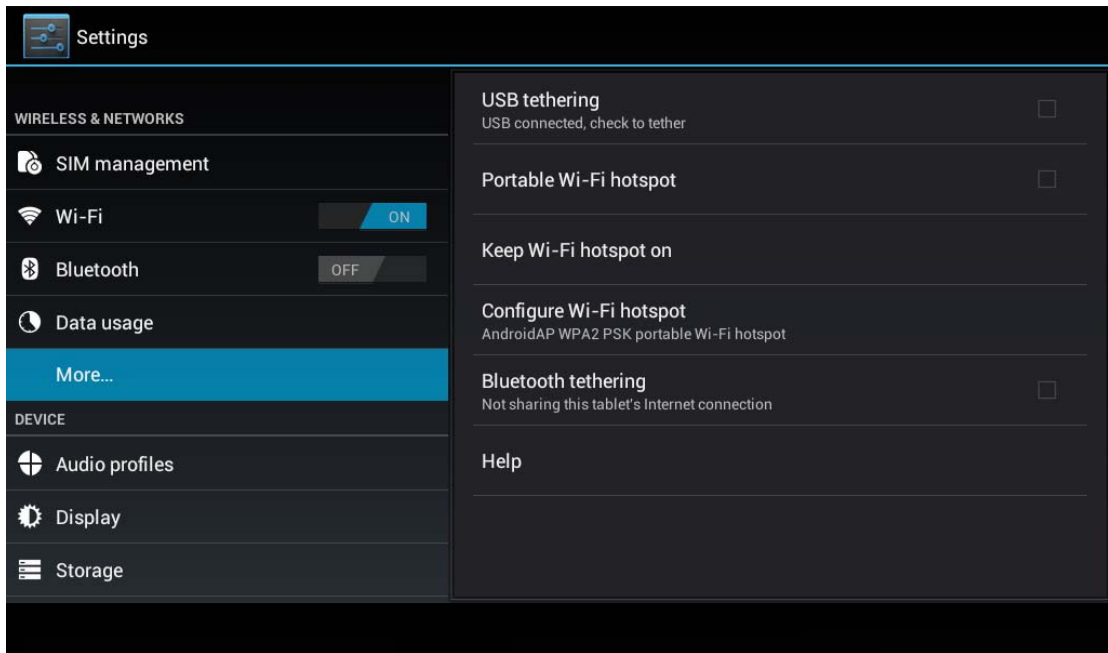 Settings
WIRELESS & NETWORKS
SIM management
Wi-Fi
ON
Bluetooth
OFF
Data usage
More...
DEVICE
Audio profiles
Display
Storage
USB tethering
USB connected, check to tether
Portable Wi-Fi hotspot
Keep Wi-Fi hotspot on
Configure Wi-Fi hotspot
AndroidAP WPA2 PSK portable Wi-Fi hotspot
Bluetooth tethering
Not sharing this tablet's Internet connection
Help